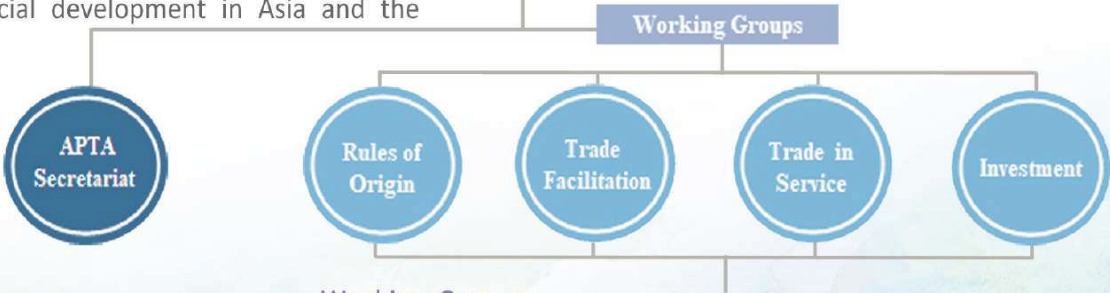 cial development in Asia and the
Working Groups
APTA
Secretariat
Rules of
Origin
Trade
Facilitation
Trade in
Service
Investment